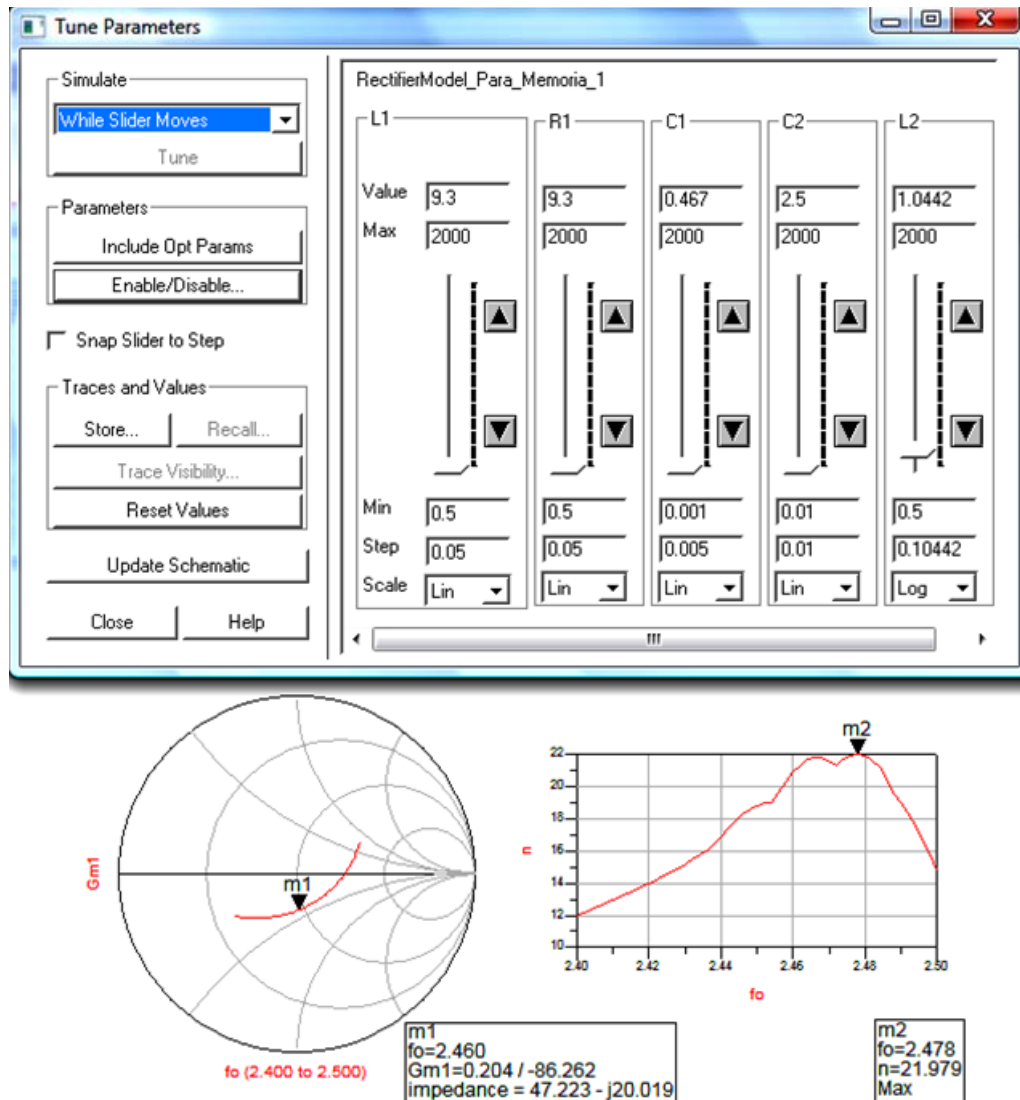 Tune Parameters
Simulate
While Slider Moves
Tune
Parameters
Include Opt Params
Enable/Disable...
Snap Slider to Step
Traces and Values
Store... Recall...
Trace Visibility...
Reset Values
Update Schematic
Close Help
RectifierModel_Para_Memoria_1
L1 R1 C1 C2 L2
Value 9.3 9.3 0.467 2.5 1.0442
Max 2000 2000 2000 2000 2000
Min 0.5 0.5 0.001 0.01 0.5
Step 0.05 0.05 0.005 0.01 0.10442
Scale Lin Lin Lin Lin Log
Gm1
m1
fo (2.400 to 2.500)
m1
fo=2.460
Gm1=0.204 / -86.262
impedance = 47.223 - j20.019
m2
n
22
20
18
16
14
12
10
2.40 2.42 2.44 2.46 2.48 2.50
fo
m2
fo=2.478
n=21.979
Max